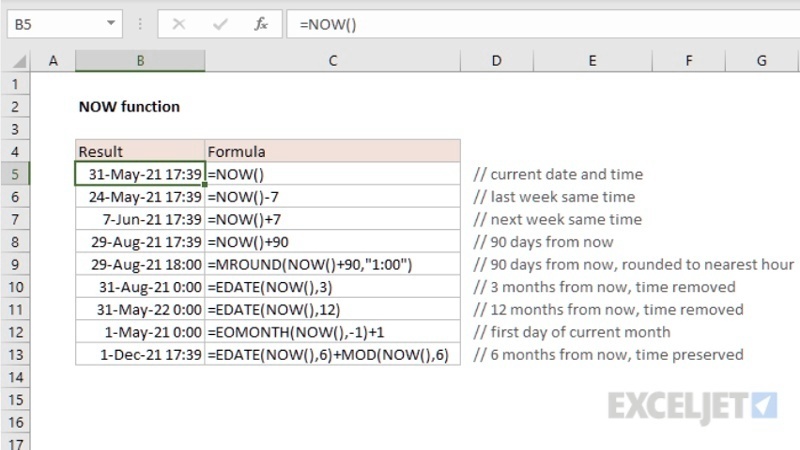 B5 fx =NOW()
A B C D E F G
1
2 NOW function
3
4 Result Formula
5 31-May-21 17:39 =NOW() // current date and time
6 24-May-21 17:39 =NOW()-7 // last week same time
7 7-Jun-21 17:39 =NOW()+7 // next week same time
8 29-Aug-21 17:39 =NOW()+90 // 90 days from now
9 29-Aug-21 18:00 =MROUND(NOW()+90,"1:00") // 90 days from now, rounded to nearest hour
10 31-Aug-21 0:00 =EDATE(NOW(),3) // 3 months from now, time removed
11 31-May-22 0:00 =EDATE(NOW(),12) // 12 months from now, time removed
12 1-May-21 0:00 =EOMONTH(NOW(),-1)+1 // first day of current month
13 1-Dec-21 17:39 =EDATE(NOW(),6)+MOD(NOW(),6) // 6 months from now, time preserved
14
15 EXCELJET
16
17